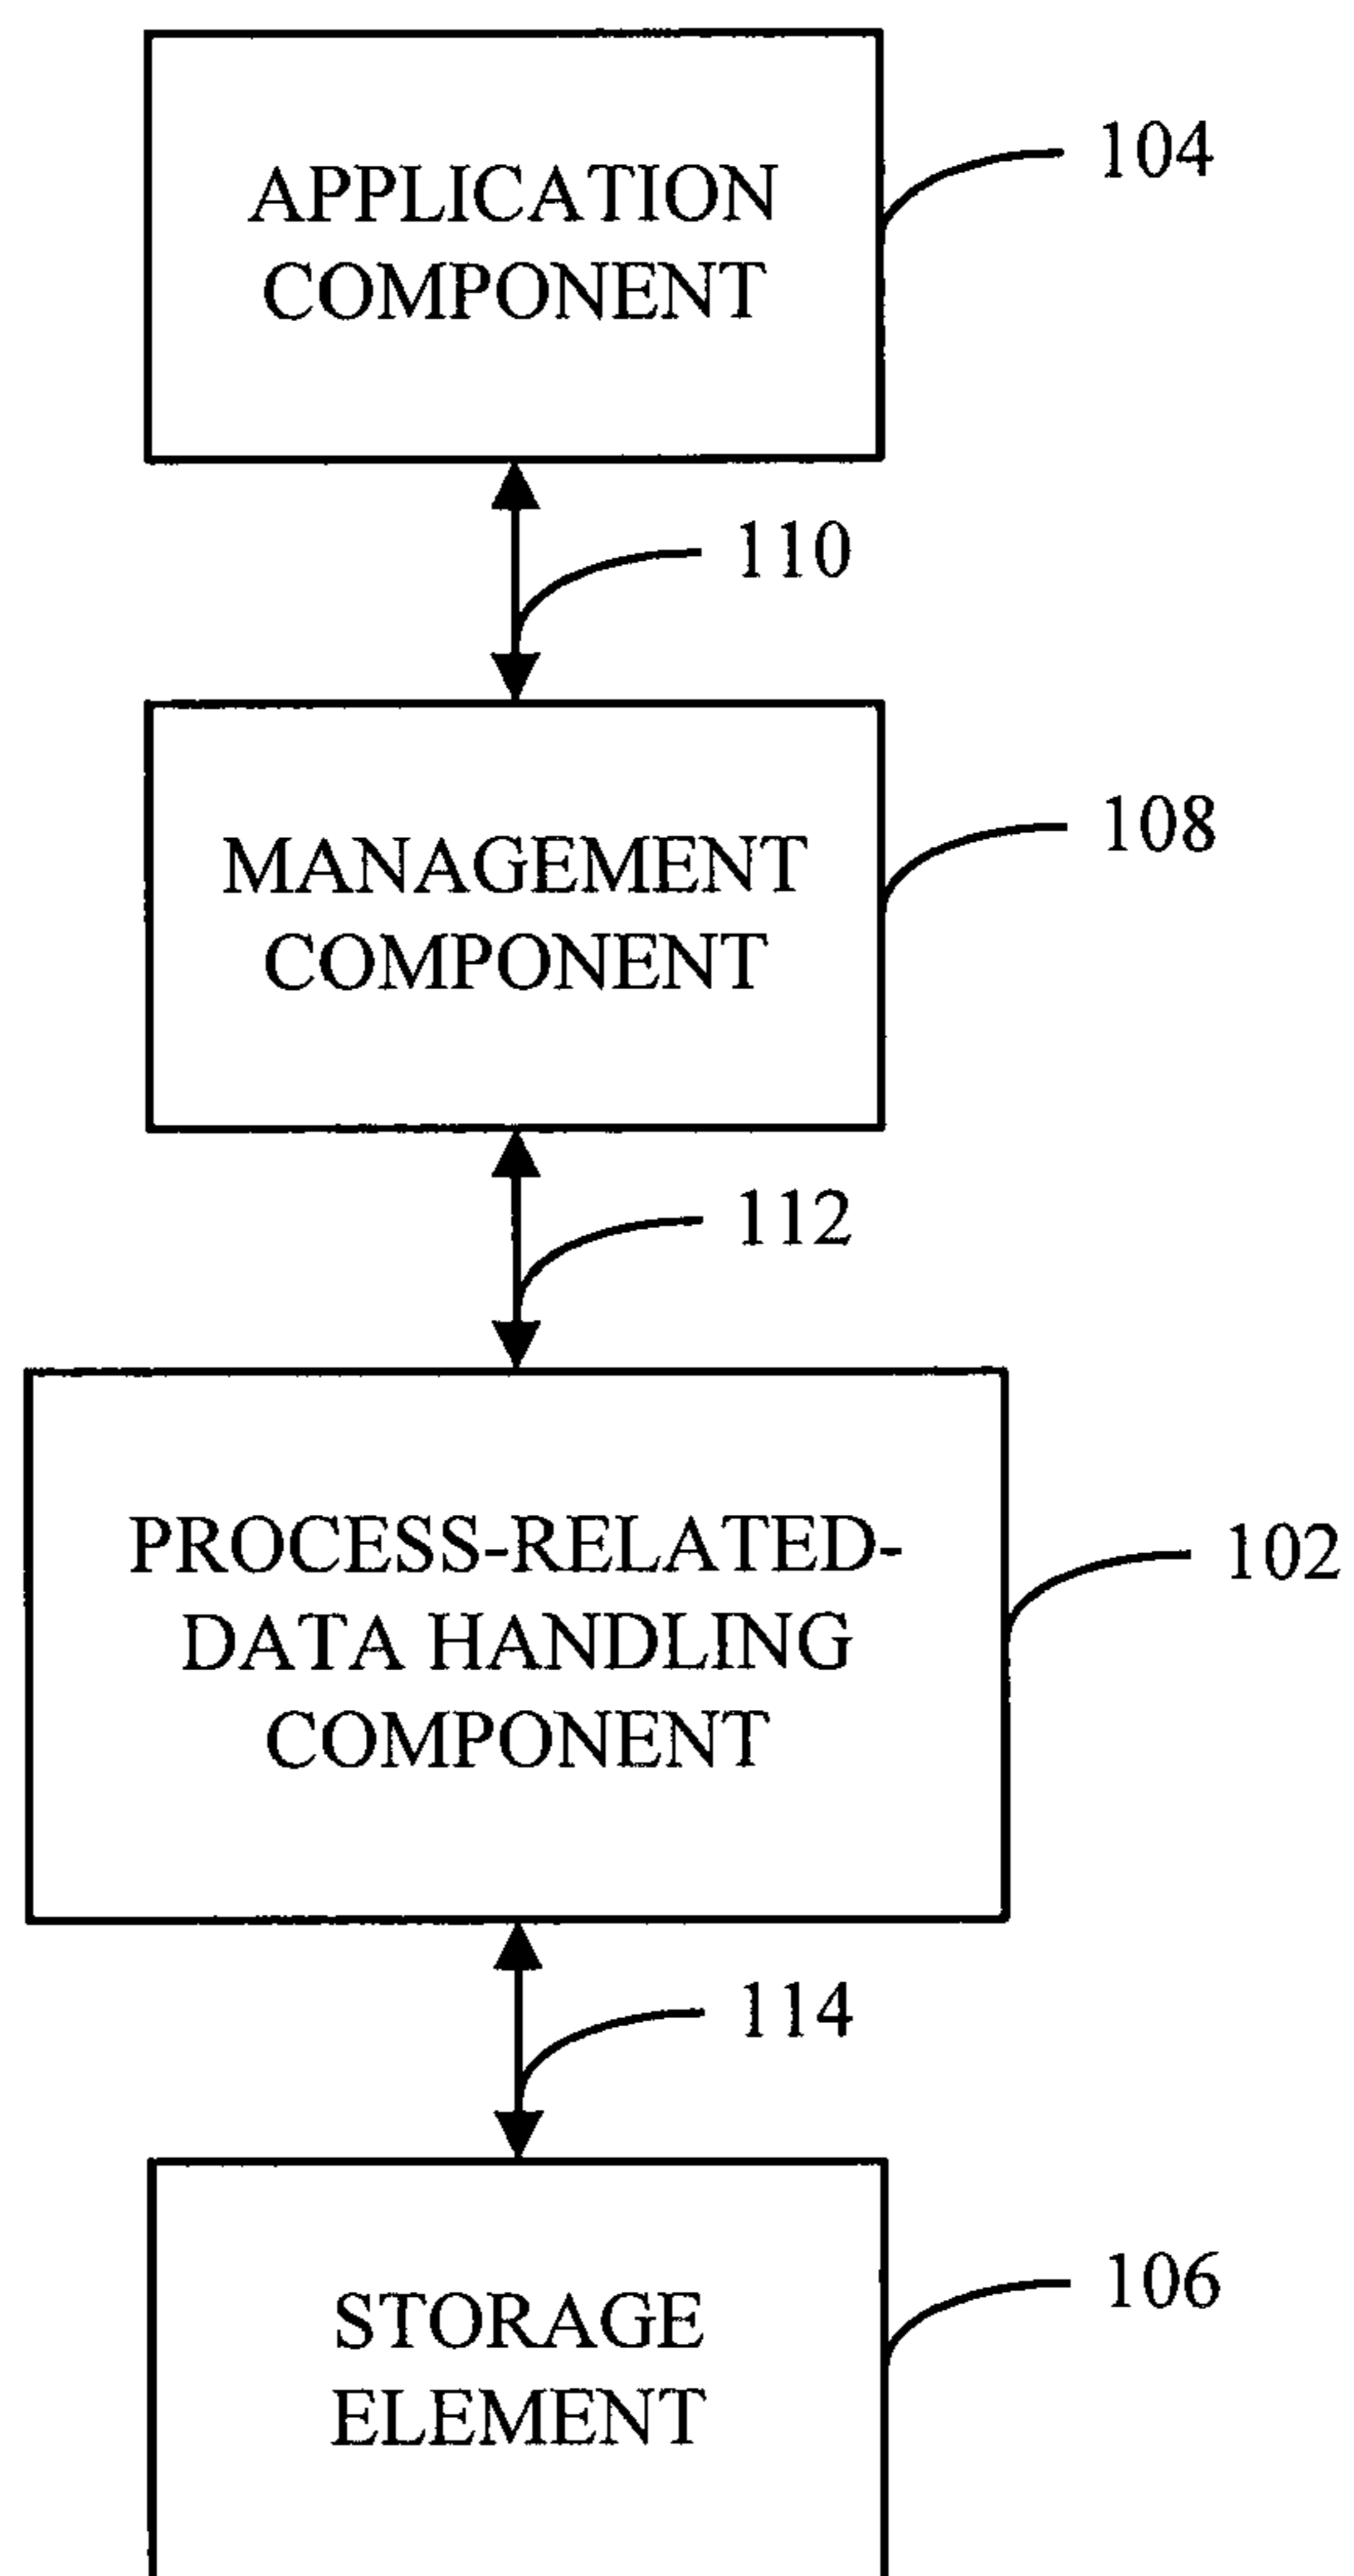 APPLICATION
COMPONENT
104
110
MANAGEMENT
COMPONENT
108
112
PROCESS-RELATED-
DATA HANDLING
COMPONENT
102
114
STORAGE
ELEMENT
106